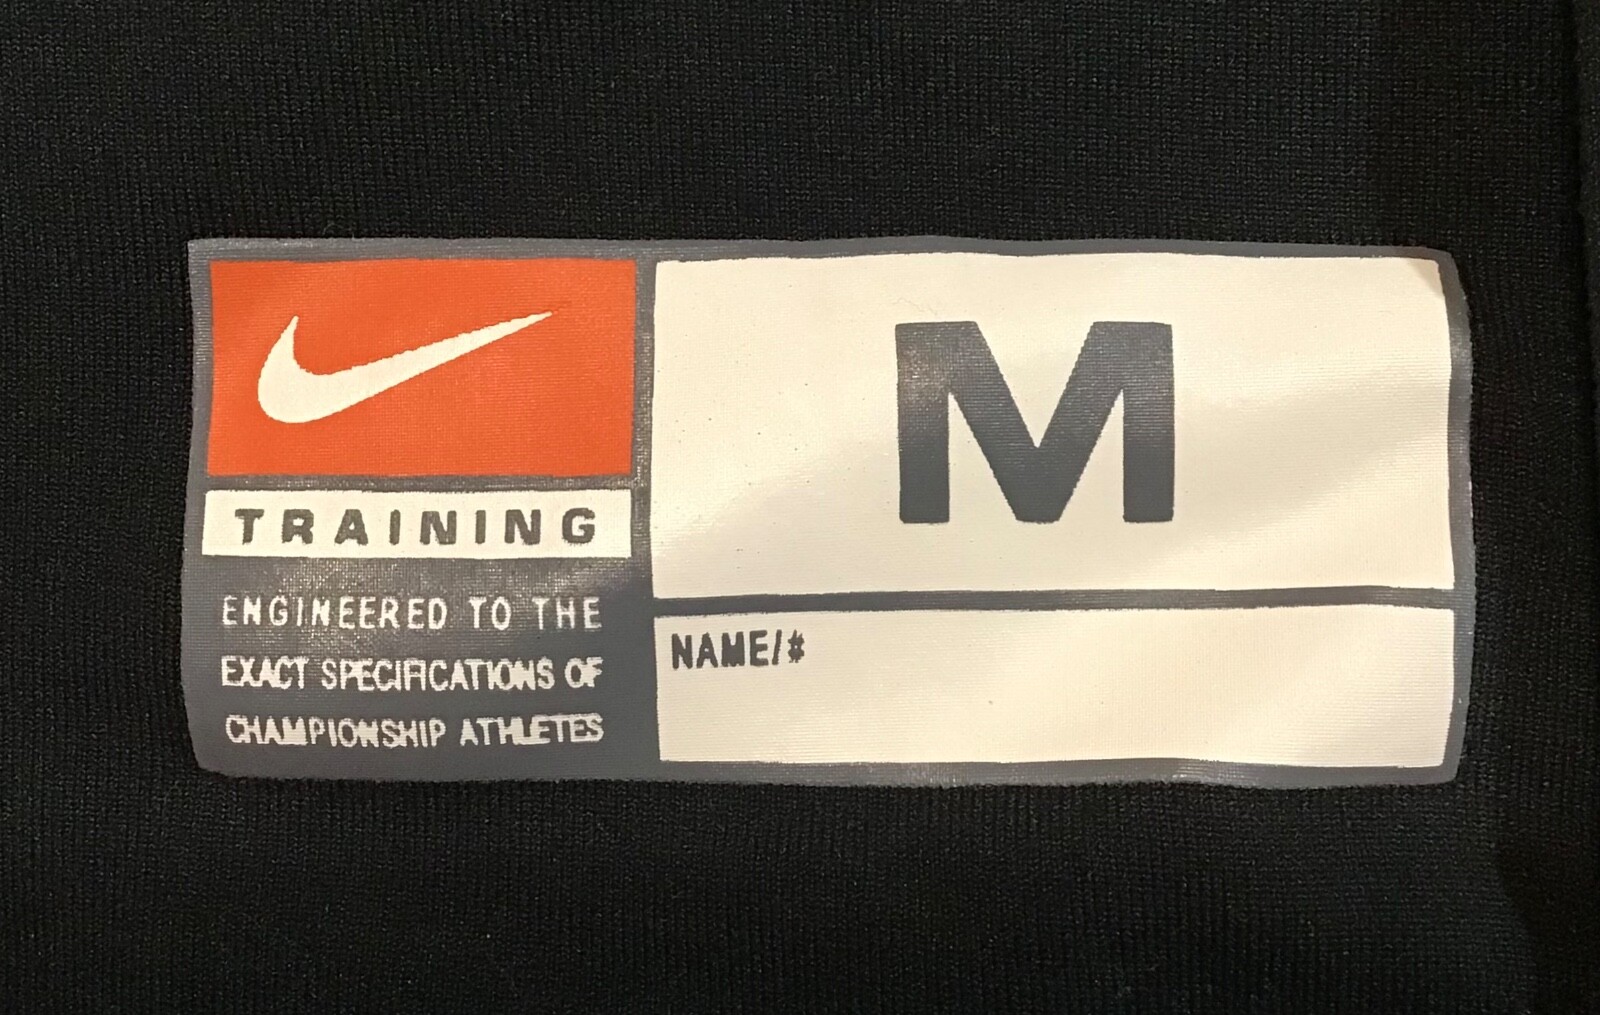 TRAINING
ENGINEERED TO THE
EXACT SPECIFICATIONS OF
CHAMPIONSHIP ATHLETES
M
NAME/#